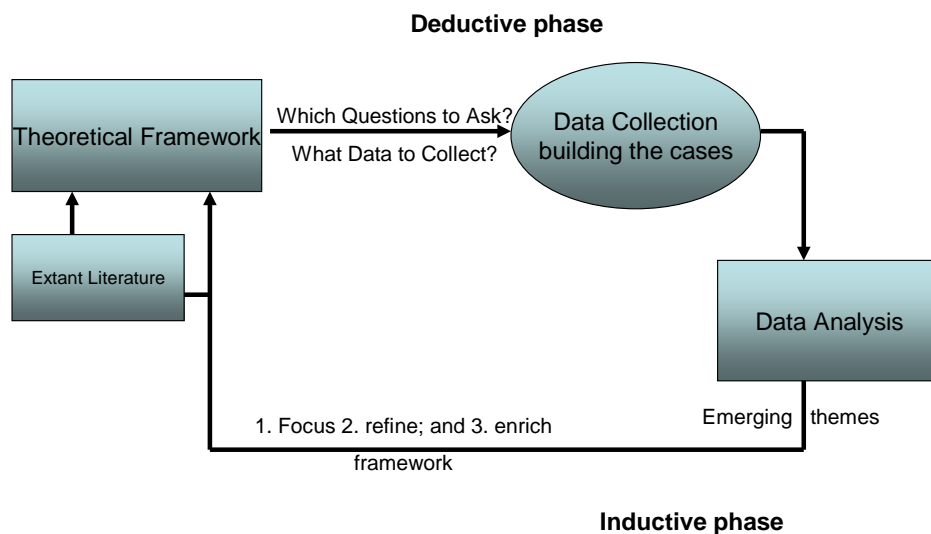 Deductive phase
Theoretical Framework
Which Questions to Ask?
What Data to Collect?
Data Collection
building the cases
Extant Literature
Data Analysis
Emerging themes
1. Focus 2. refine; and 3. enrich
framework
Inductive phase